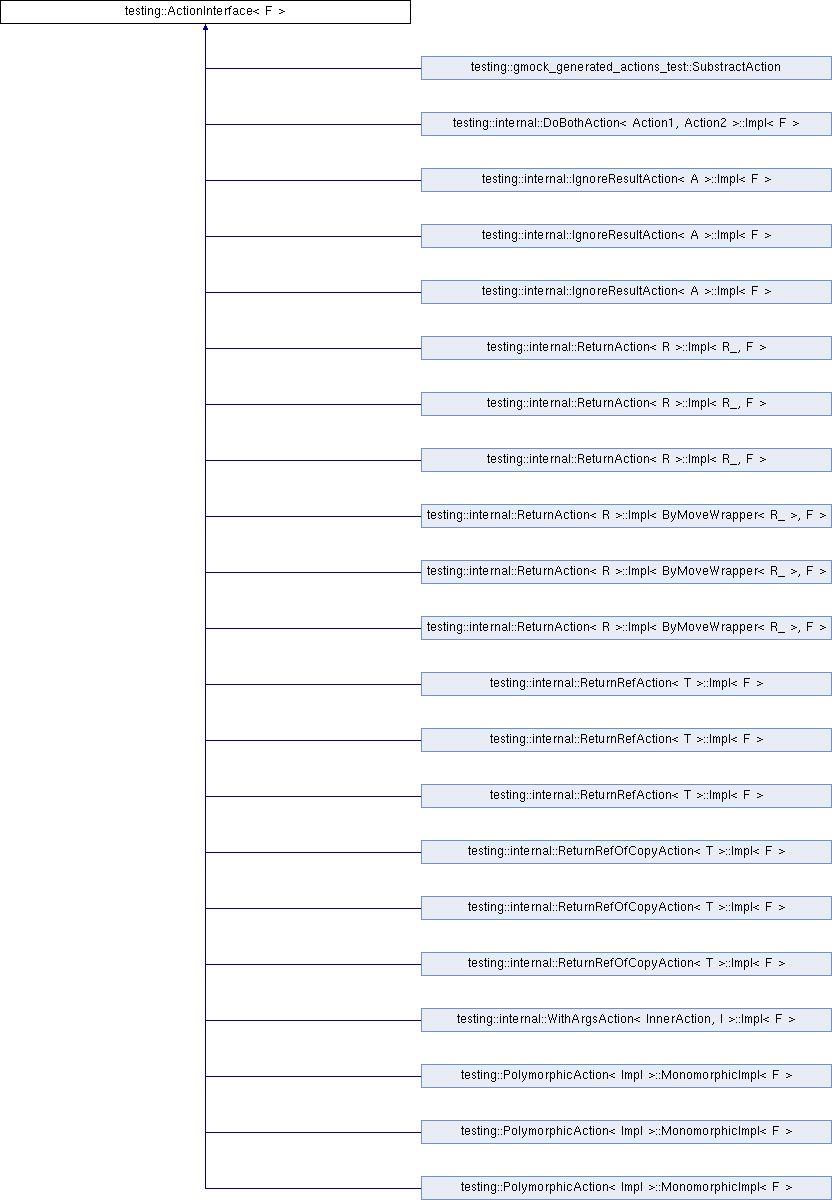 testing::ActionInterface< F >
testing::gmock_generated_actions_test::SubstractAction
testing::internal::DoBothAction< Action1, Action2 >::Impl< F >
testing::internal::IgnoreResultAction< A >::Impl< F >
testing::internal::IgnoreResultAction< A >::Impl< F >
testing::internal::IgnoreResultAction< A >::Impl< F >
testing::internal::ReturnAction< R >::Impl< R_, F >
testing::internal::ReturnAction< R >::Impl< R_, F >
testing::internal::ReturnAction< R >::Impl< R_, F >
testing::internal::ReturnAction< R >::Impl< ByMoveWrapper< R_ >, F >
testing::internal::ReturnAction< R >::Impl< ByMoveWrapper< R_ >, F >
testing::internal::ReturnAction< R >::Impl< ByMoveWrapper< R_ >, F >
testing::internal::ReturnRefAction< T >::Impl< F >
testing::internal::ReturnRefAction< T >::Impl< F >
testing::internal::ReturnRefAction< T >::Impl< F >
testing::internal::ReturnRefOfCopyAction< T >::Impl< F >
testing::internal::ReturnRefOfCopyAction< T >::Impl< F >
testing::internal::ReturnRefOfCopyAction< T >::Impl< F >
testing::internal::WithArgsAction< InnerAction, I >::Impl< F >
testing::PolymorphicAction< Impl >::MonomorphicImpl< F >
testing::PolymorphicAction< Impl >::MonomorphicImpl< F >
testing::PolymorphicAction< Impl >::MonomorphicImpl< F >